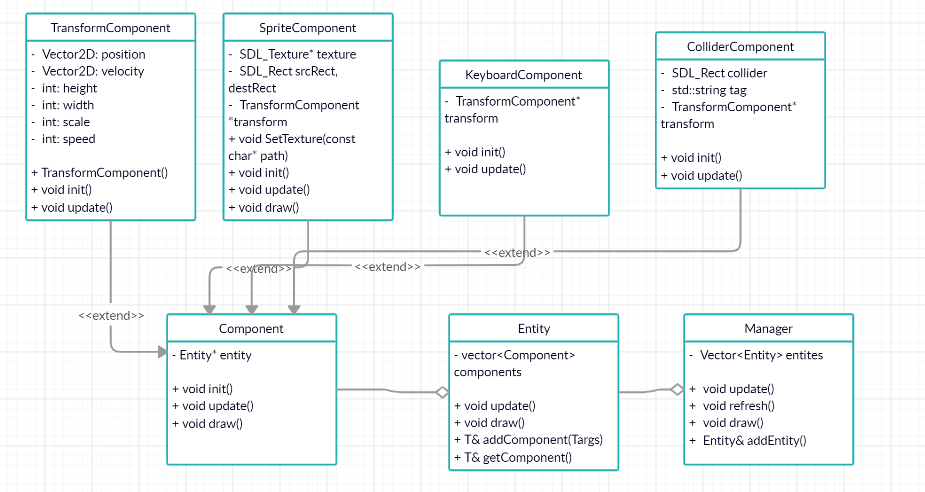 TransformComponent
- Vector2D: position
- Vector2D: velocity
- int: height
- int: width
- int: scale
- int: speed
+ TransformComponent()
+ void init()
+ void update()
SpriteComponent
- SDL_Texture* texture
- SDL_Rect srcRect,
destRect
- TransformComponent
*transform
+ void SetTexture(const
char* path)
+ void init()
+ void update()
+ void draw()
KeyboardComponent
- TransformComponent*
transform
+ void init()
+ void update()
ColliderComponent
- SDL_Rect collider
- std::string tag
- TransformComponent*
transform
+ void init()
+ void update()
<<extend>>
<<extend>>
<<extend>>
<<extend>>
Component
- Entity* entity
+ void init()
+ void update()
+ void draw()
Entity
- vector<Component>
components
+ void update()
+ void draw()
+ T& addComponent(Targs)
+ T& getComponent()
Manager
- Vector<Entity> entites
+ void update()
+ void refresh()
+ void draw()
+ Entity& addEntity()